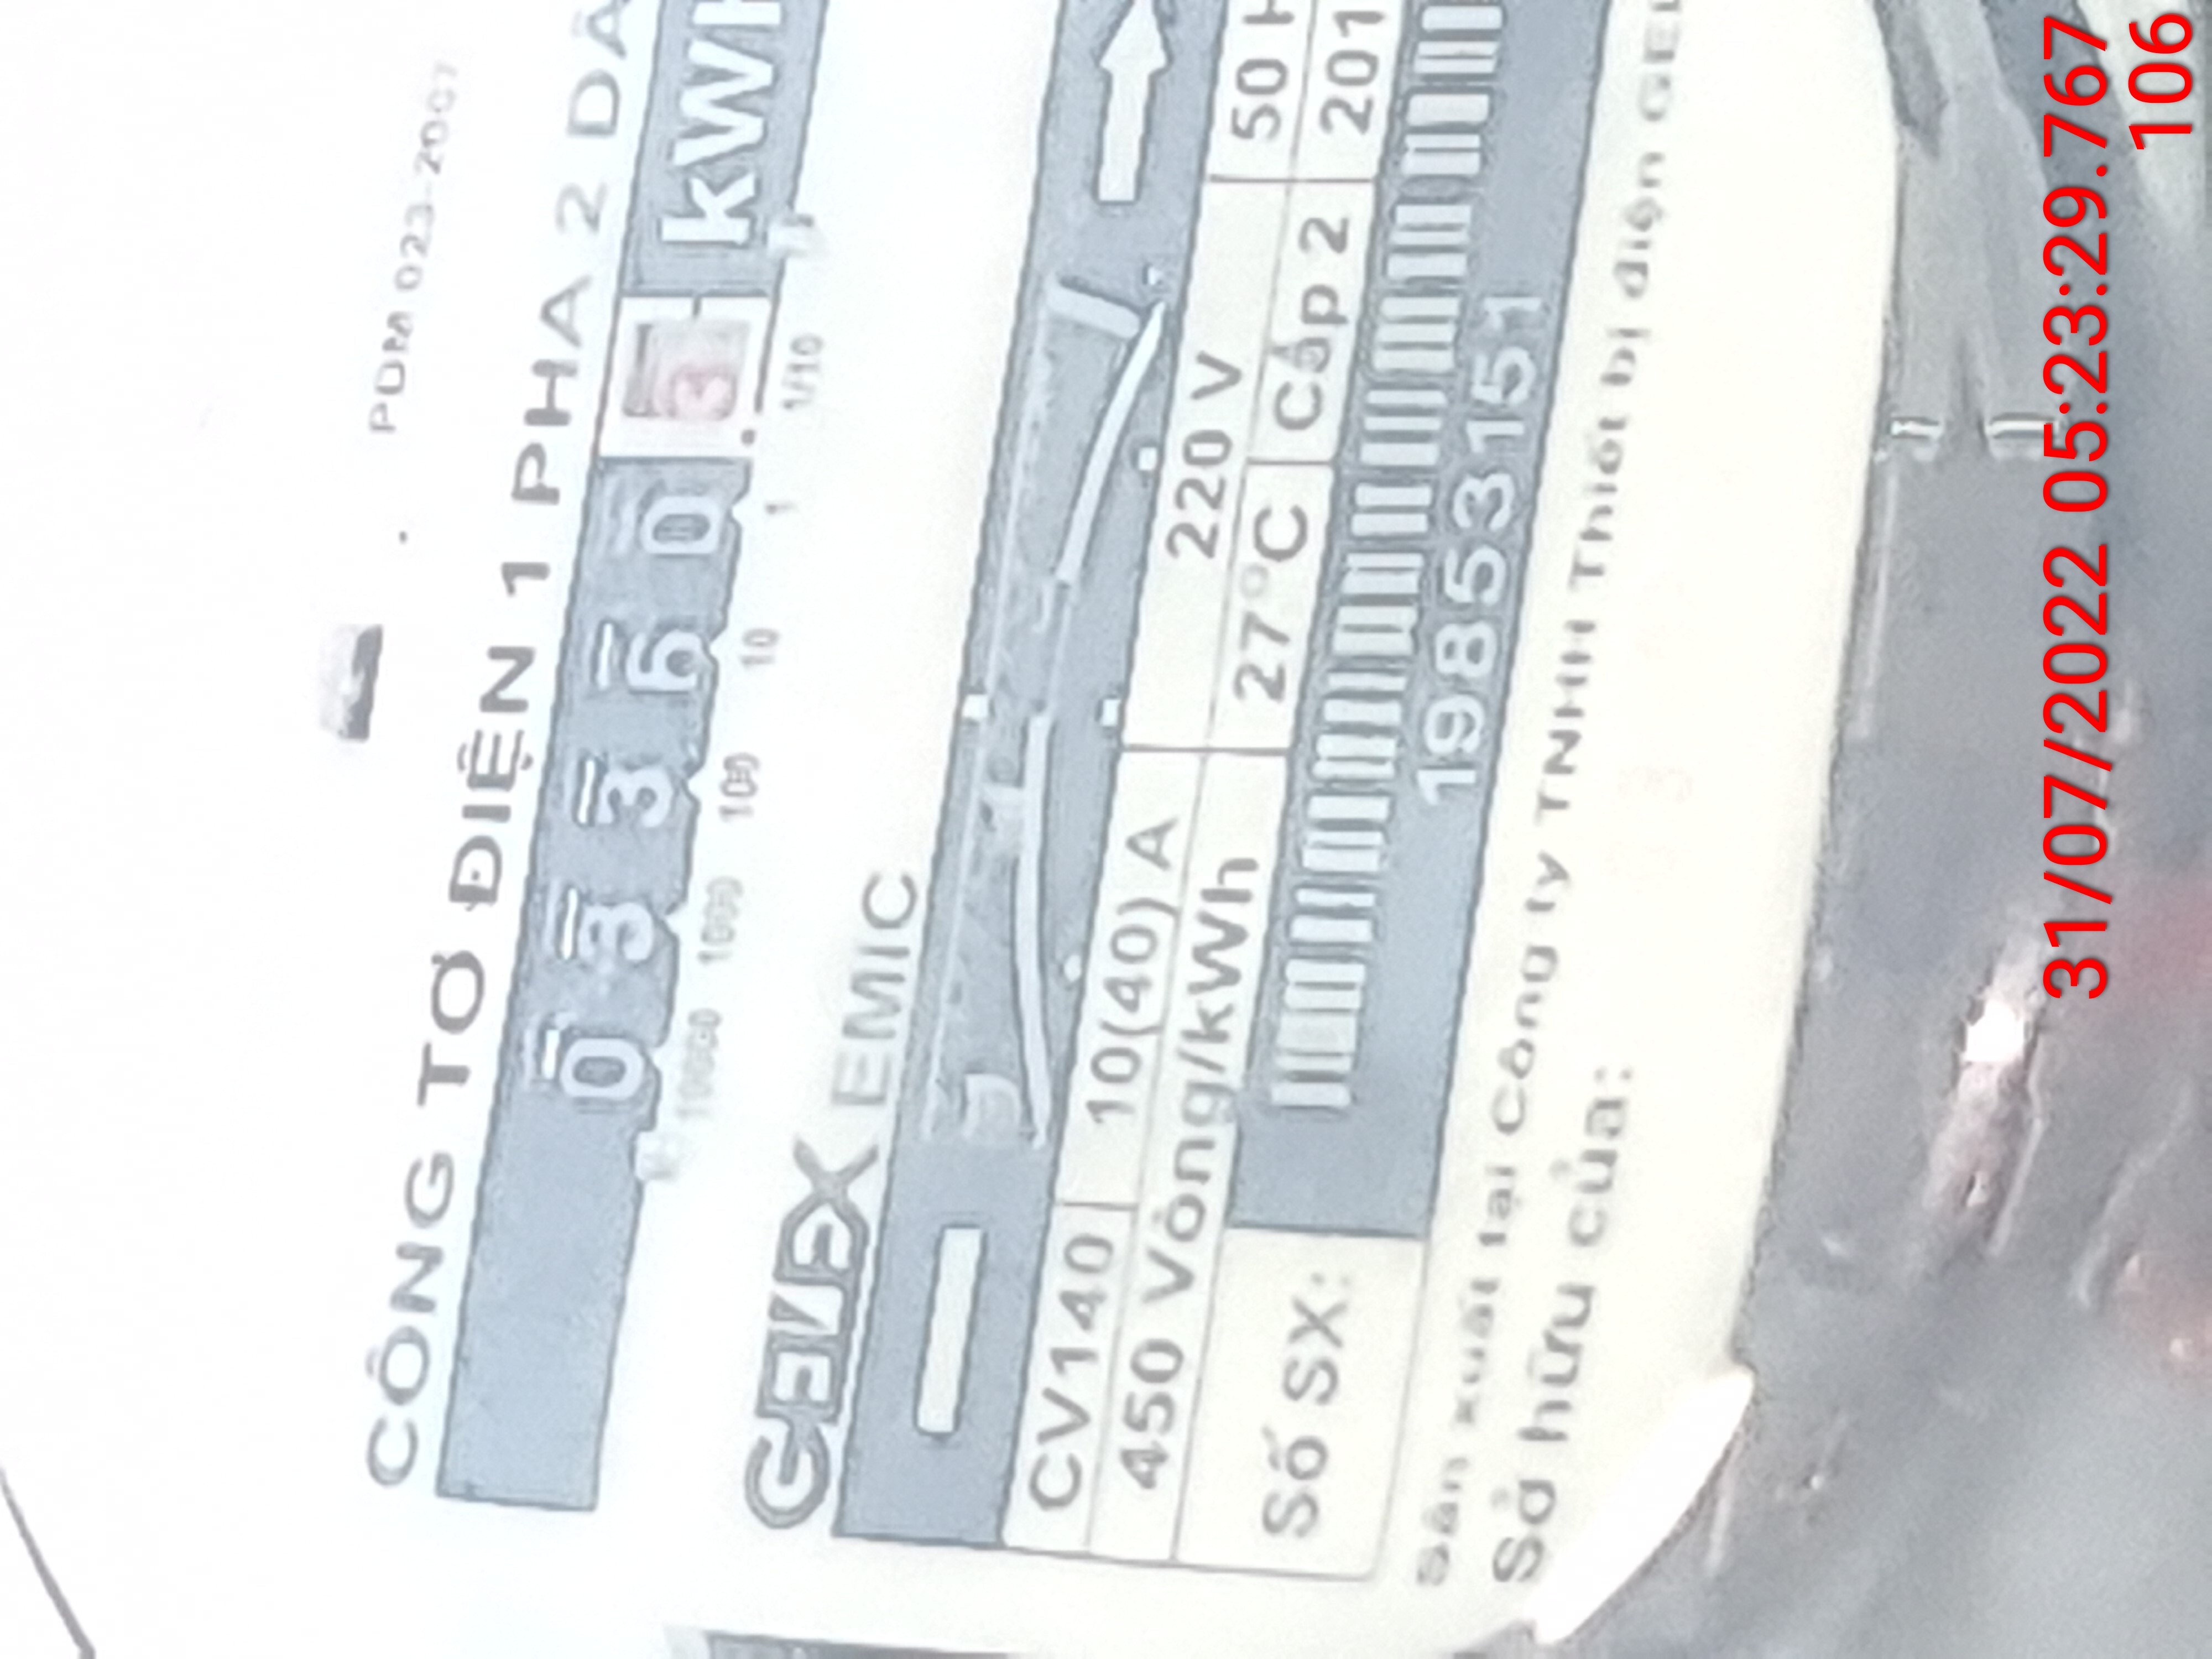 PDM 023-2007
CÔNG TƠ ĐIỆN 1 PHA 2 DÂ
0 3 3 6 0 3 kWh
10000 1000 100 10 1 1/10
GELEX EMIC
CV140 10(40) A 220 V 50 H
450 Vòng/kWh 27°C Cấp 2 201
Số SX:
19853151
Sản xuất tại Công ty TNHH Thiết bị điện GEL
Sở hữu của:
31/07/2022 05:23:29.767
106